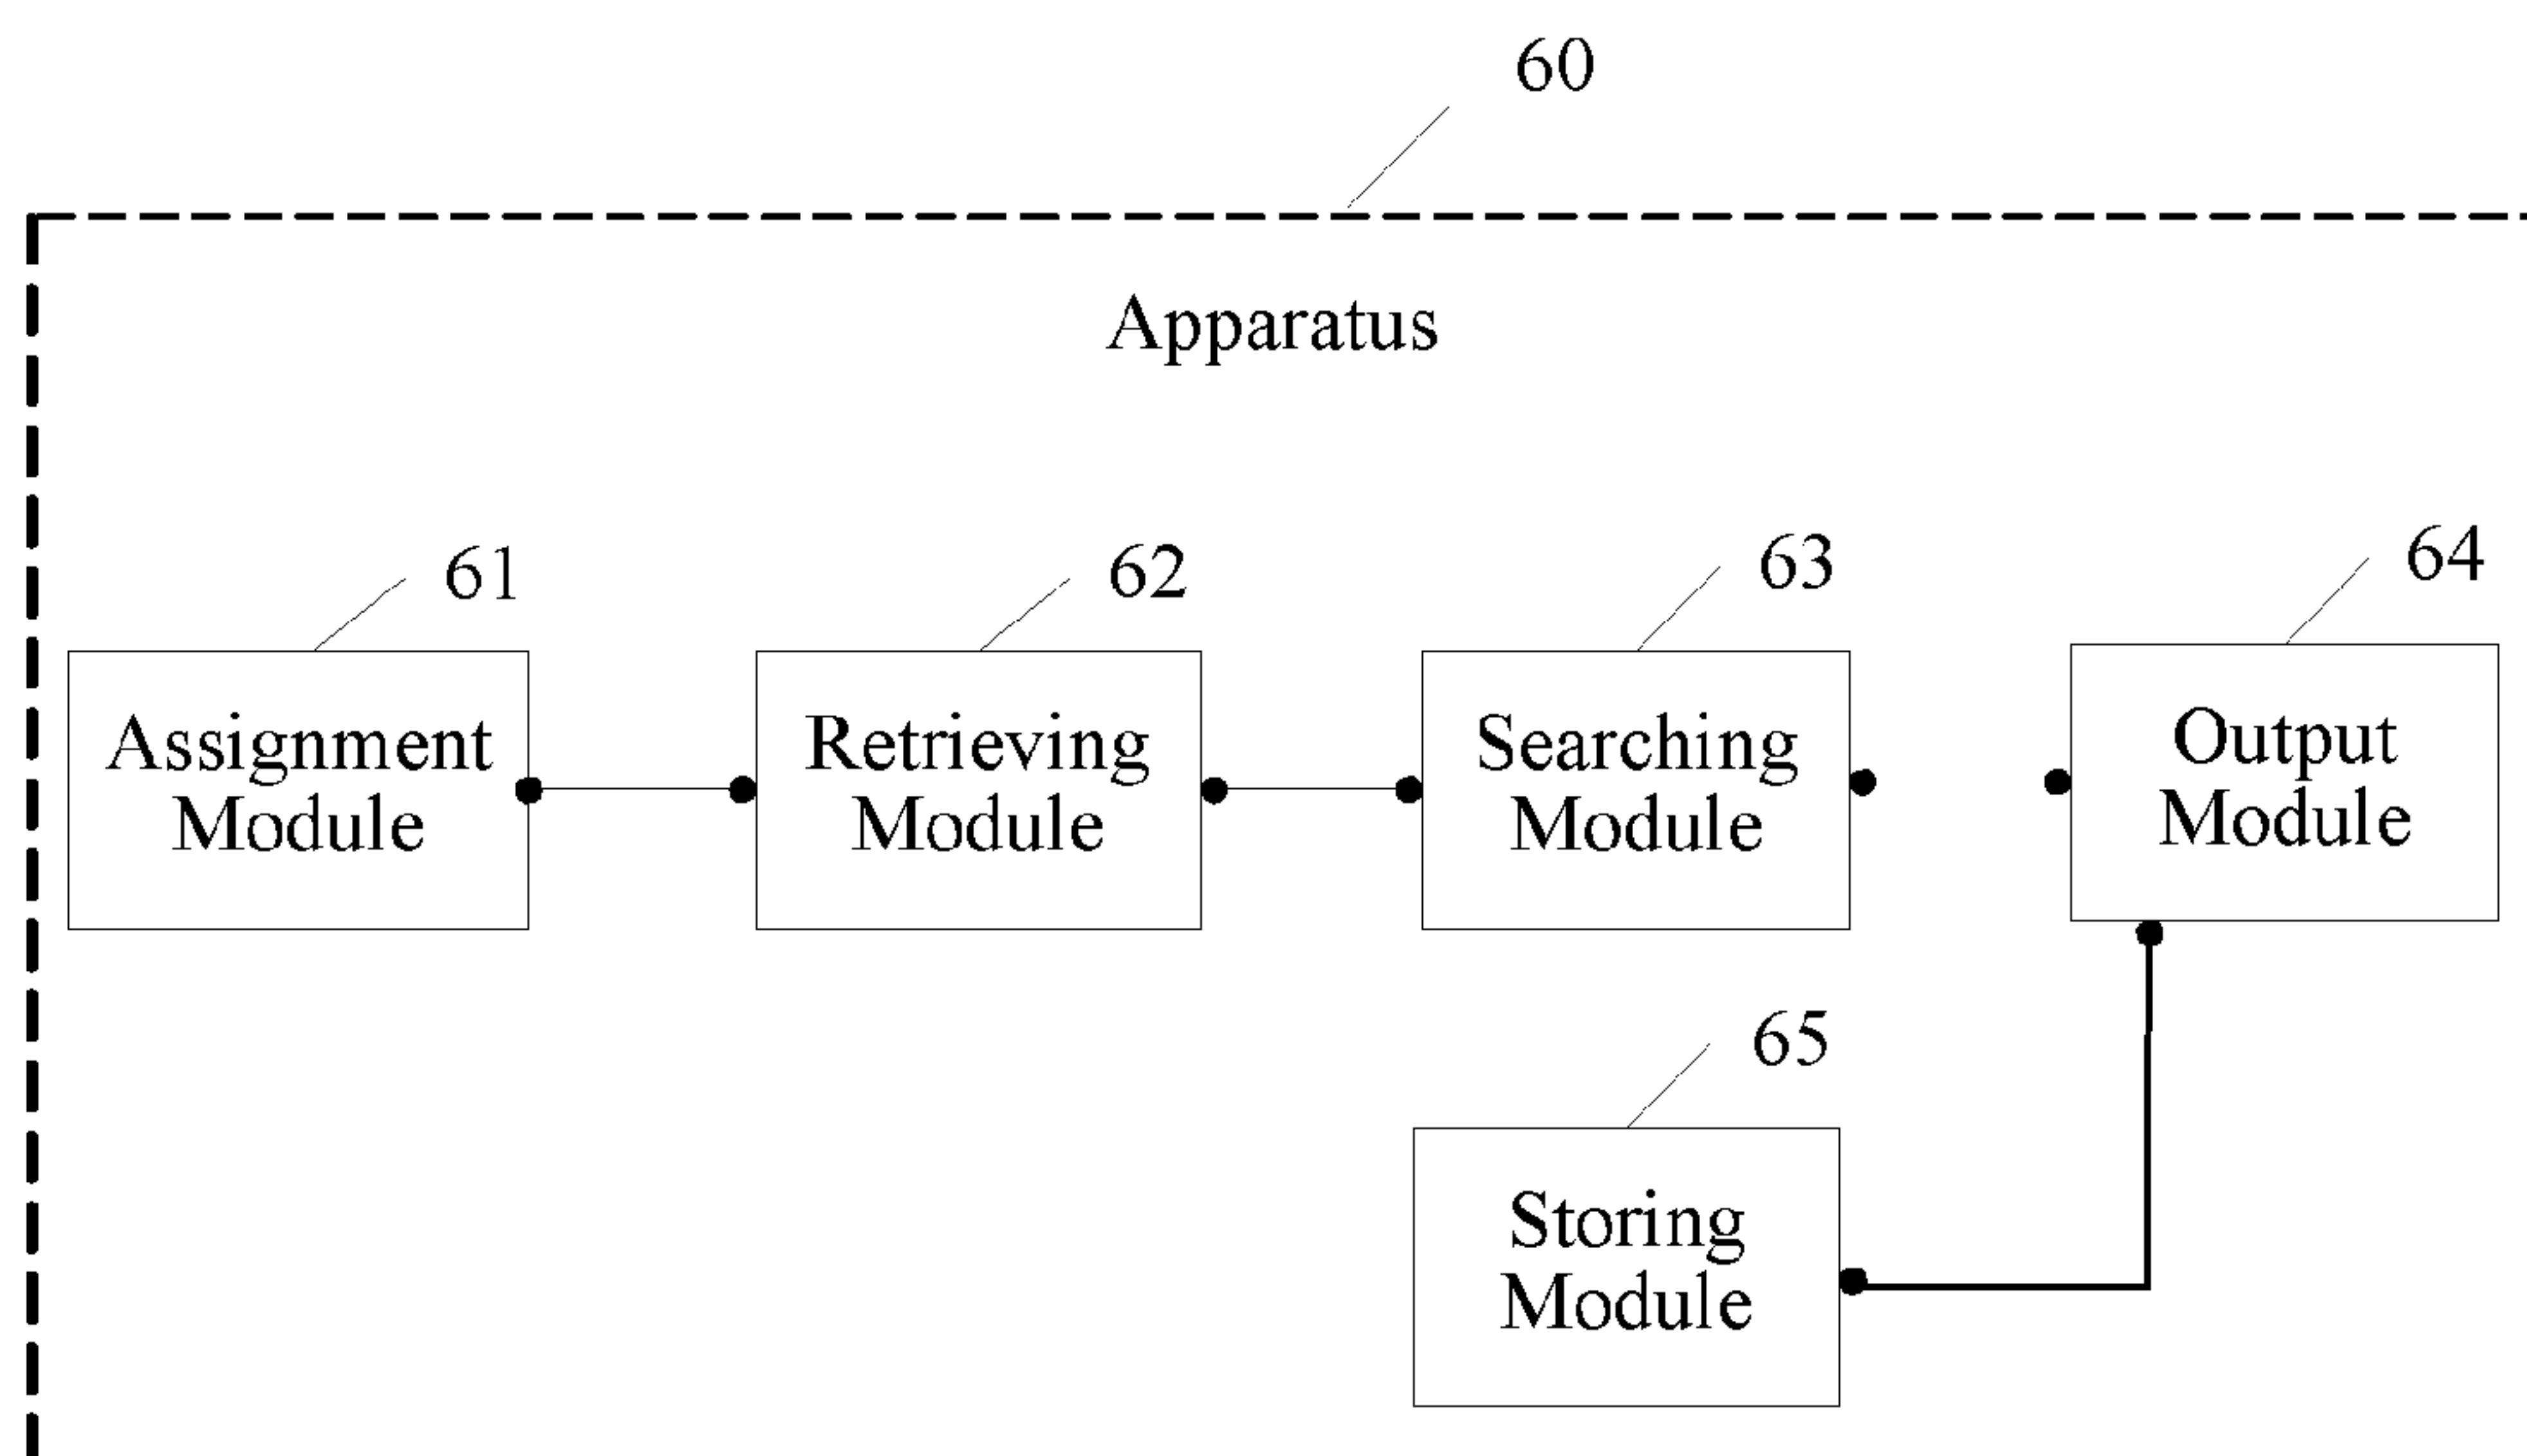 60
Apparatus
61
62
63
64
Assignment
Module
Retrieving
Module
Searching
Module
Output
Module
65
Storing
Module